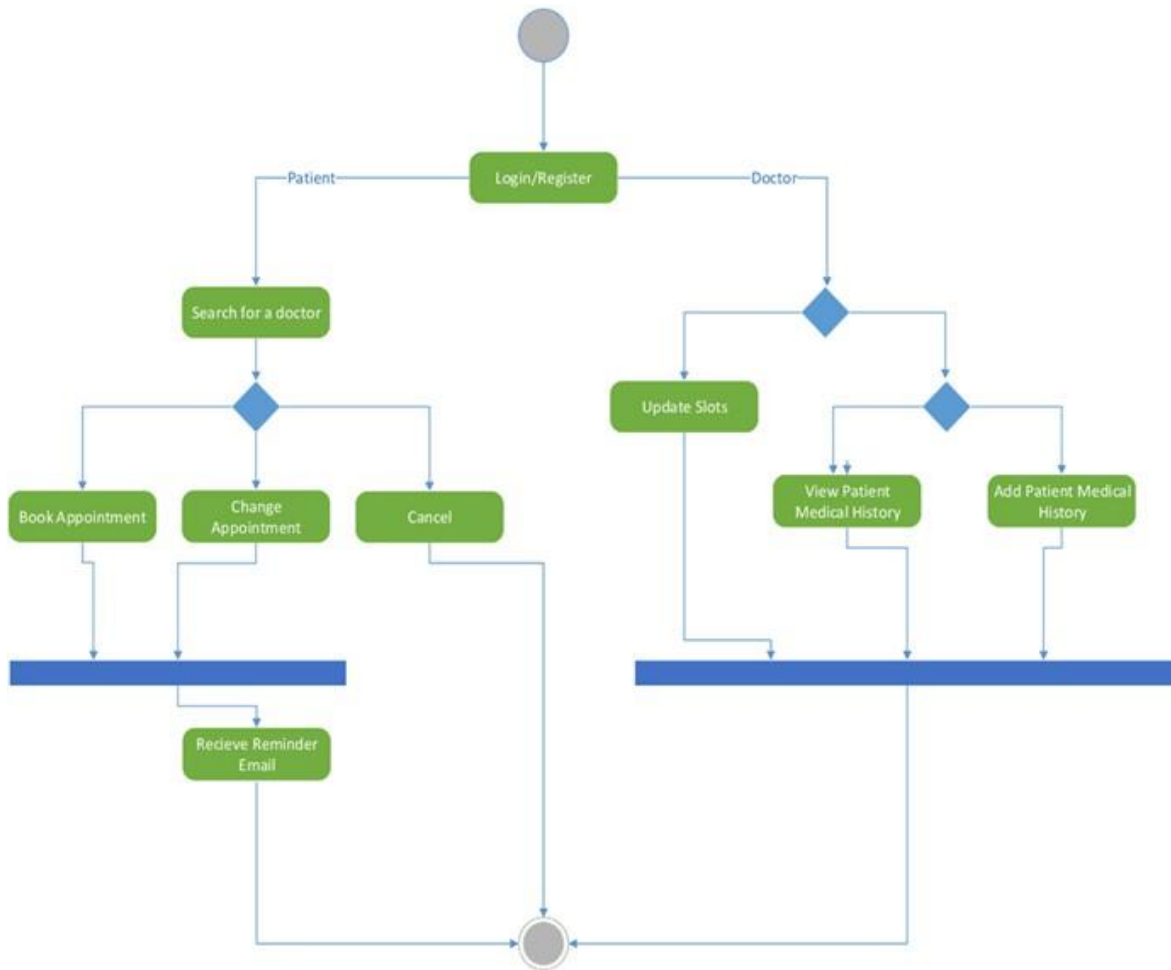 Login/Register
Patient
Doctor
Search for a doctor
Update Slots
View Patient
Medical History
Add Patient Medical
History
Book Appointment
Change
Appointment
Cancel
Recieve Reminder
Email